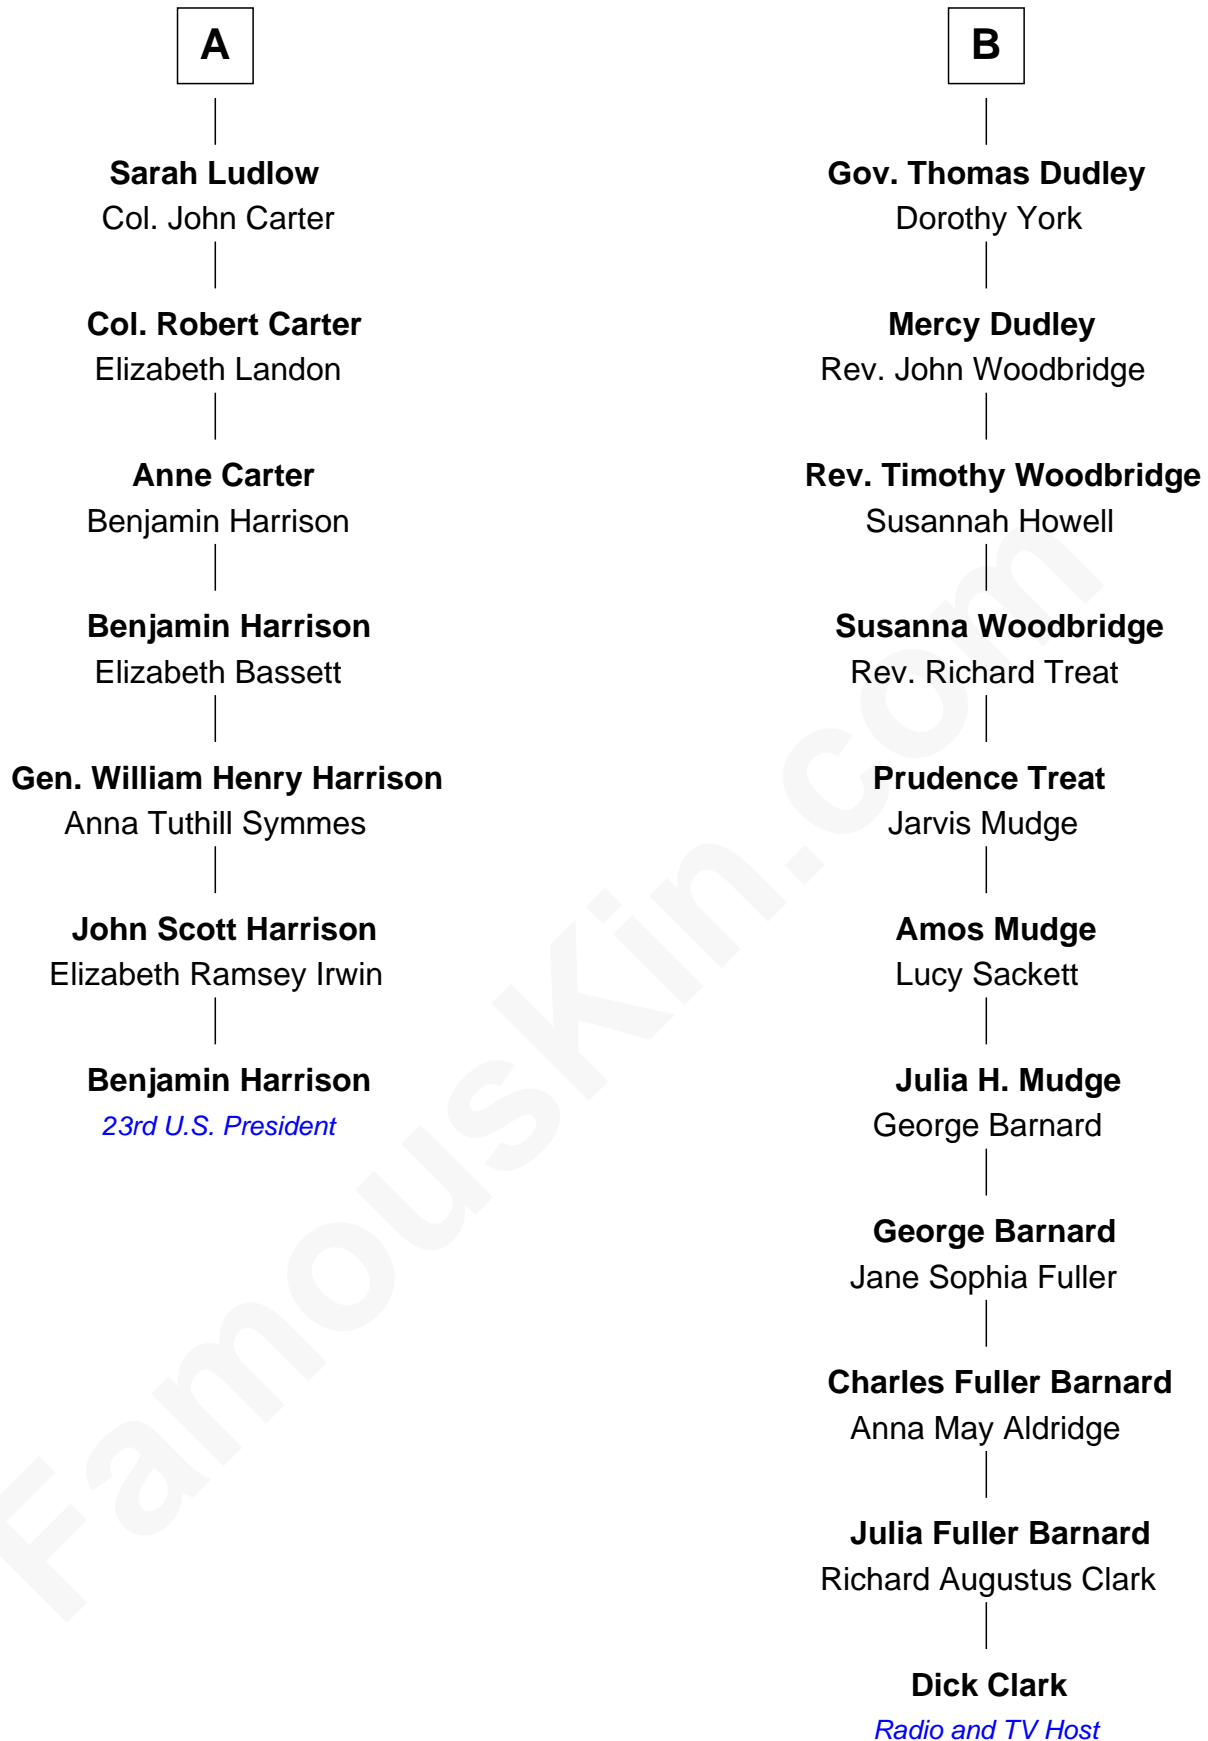 A
Sarah Ludlow
Col. John Carter
Col. Robert Carter
Elizabeth Landon
Anne Carter
Benjamin Harrison
Benjamin Harrison
Elizabeth Bassett
Gen. William Henry Harrison
Anna Tuthill Symmes
John Scott Harrison
Elizabeth Ramsey Irwin
Benjamin Harrison
23rd U.S. President
B
Gov. Thomas Dudley
Dorothy York
Mercy Dudley
Rev. John Woodbridge
Rev. Timothy Woodbridge
Susannah Howell
Susanna Woodbridge
Rev. Richard Treat
Prudence Treat
Jarvis Mudge
Amos Mudge
Lucy Sackett
Julia H. Mudge
George Barnard
George Barnard
Jane Sophia Fuller
Charles Fuller Barnard
Anna May Aldridge
Julia Fuller Barnard
Richard Augustus Clark
Dick Clark
Radio and TV Host
FamousKin.com